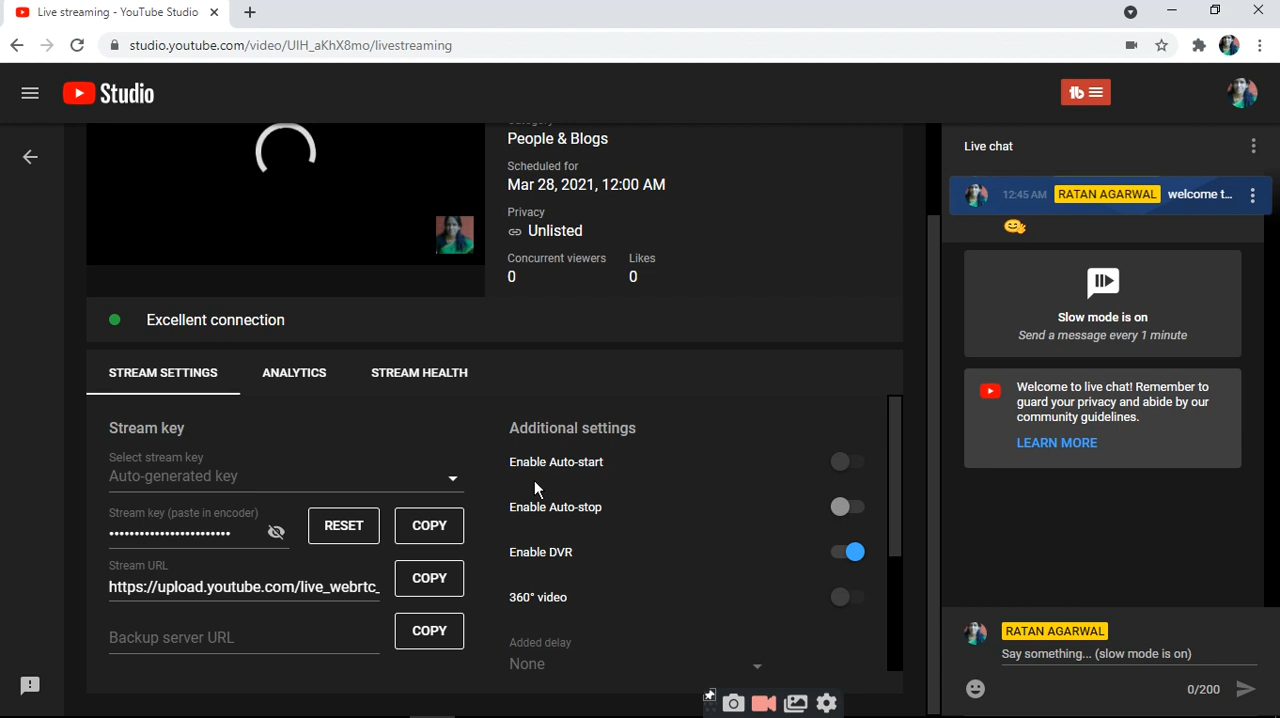 Live streaming - YouTube Studio
studio.youtube.com/video/UIH_aKhX8mo/livestreaming
Studio
People & Blogs
Scheduled for
Mar 28, 2021, 12:00 AM
Privacy
Unlisted
Concurrent viewers Likes
0 0
Excellent connection
STREAM SETTINGS ANALYTICS STREAM HEALTH
Stream key
Select stream key
Auto-generated key
Stream key (paste in encoder)
RESET COPY
Stream URL
https://upload.youtube.com/live_webrtc_
COPY
Backup server URL
COPY
Additional settings
Enable Auto-start
Enable Auto-stop
Enable DVR
360° video
Added delay
None
Live chat
12:45 AM RATAN AGARWAL welcome t...
Slow mode is on
Send a message every 1 minute
Welcome to live chat! Remember to
guard your privacy and abide by our
community guidelines.
LEARN MORE
RATAN AGARWAL
Say something... (slow mode is on)
0/200